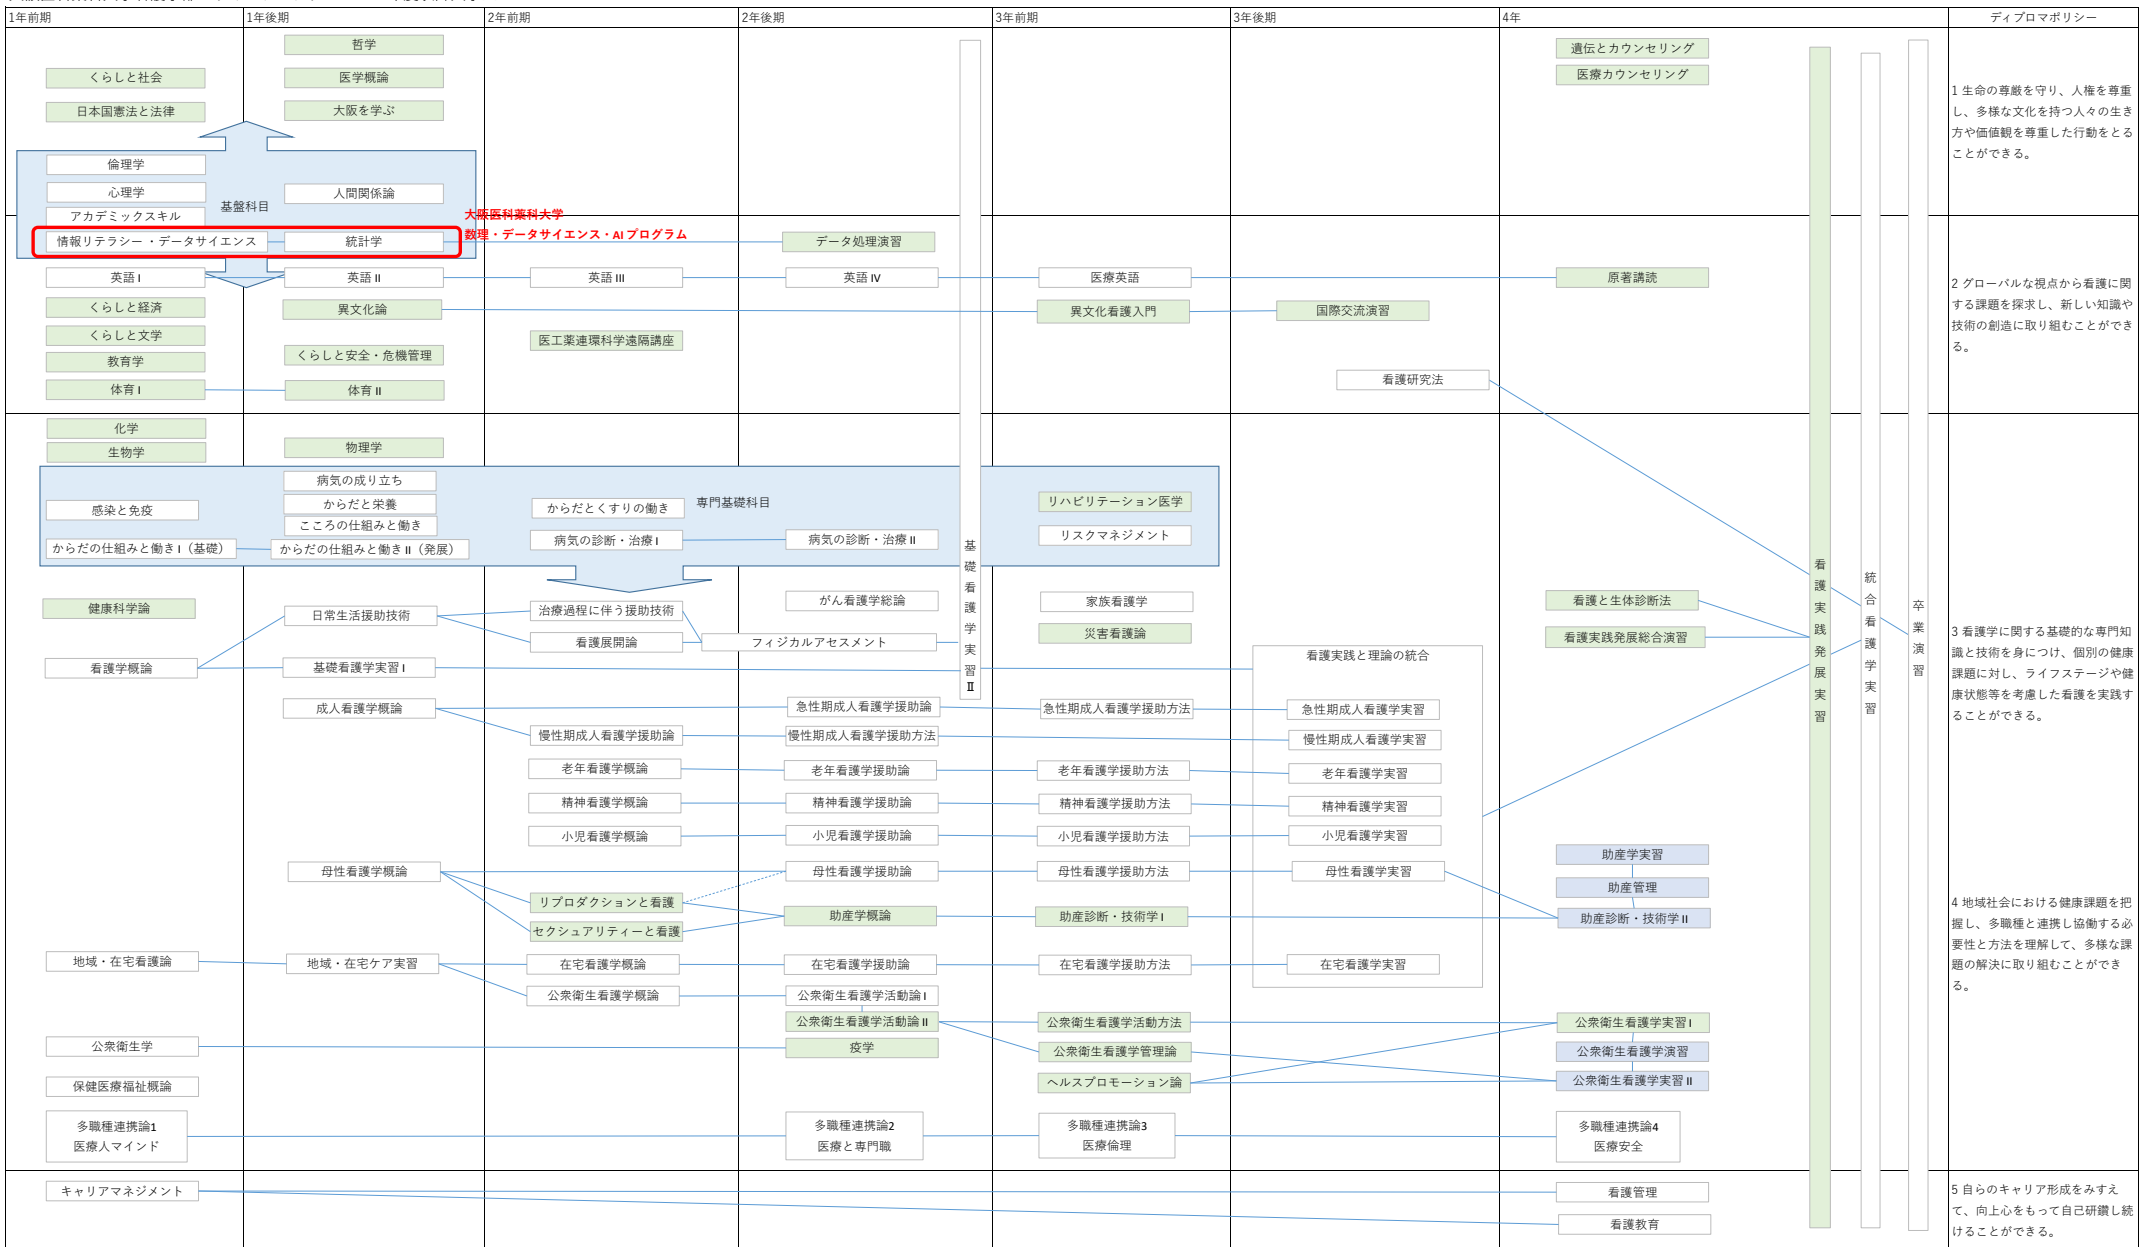 1年前期
1年後期
2年前期
2年後期
3年前期
3年後期
4年
ディプロマポリシー
哲学
くらしと社会
医学概論
日本国憲法と法律
大阪を学ぶ
遺伝とカウンセリング
医療カウンセリング
1 生命の尊厳を守り、人権を尊重
し、多様な文化を持つ人々の生き
方や価値観を尊重した行動をとる
ことができる。
倫理学
心理学
人間関係論
アカデミックスキル
基盤科目
大阪医科薬科大学
数理・データサイエンス・AIプログラム
情報リテラシー・データサイエンス
統計学
データ処理演習
英語 I
英語 II
英語 III
英語 IV
医療英語
原著講読
くらしと経済
異文化論
異文化看護入門
国際交流演習
くらしと文学
医工薬連環科学遠隔講座
教育学
くらしと安全・危機管理
体育 I
体育 II
看護研究法
2 グローバルな視点から看護に関
する課題を探求し、新しい知識や
技術の創造に取り組むことができ
る。
化学
生物学
物理学
病気の成り立ち
からだと栄養
こころの仕組みと働き
感染と免疫
からだの仕組みと働き I（基礎）
からだの仕組みと働き II（発展）
からだとくすりの働き
専門基礎科目
病気の診断・治療 I
病気の診断・治療 II
リハビリテーション医学
リスクマネジメント
基礎看護学実習II
健康科学論
日常生活援助技術
治療過程に伴う援助技術
がん看護学総論
家族看護学
看護と生体診断法
看護展開論
フィジカルアセスメント
災害看護論
看護実践発展総合演習
看護学概論
基礎看護学実習 I
看護実践と理論の統合
看護実践発展実習
統合看護学実習
卒業演習
3 看護学に関する基礎的な専門知
識と技術を身につけ、個別の健康
課題に対し、ライフステージや健
康状態等を考慮した看護を実践す
ることができる。
成人看護学概論
急性期成人看護学援助論
急性期成人看護学援助方法
急性期成人看護学実習
慢性期成人看護学援助論
慢性期成人看護学援助方法
慢性期成人看護学実習
老年看護学概論
老年看護学援助論
老年看護学援助方法
老年看護学実習
精神看護学概論
精神看護学援助論
精神看護学援助方法
精神看護学実習
小児看護学概論
小児看護学援助論
小児看護学援助方法
小児看護学実習
母性看護学概論
母性看護学援助論
母性看護学援助方法
母性看護学実習
助産学実習
助産管理
リプロダクションと看護
助産学概論
助産診断・技術学 I
助産診断・技術学 II
セクシュアリティーと看護
4 地域社会における健康課題を把
握し、多職種と連携し協働する必
要性と方法を理解して、多様な課
題の解決に取り組むことができ
る。
地域・在宅看護論
地域・在宅ケア実習
在宅看護学概論
在宅看護学援助論
在宅看護学援助方法
在宅看護学実習
公衆衛生看護学概論
公衆衛生看護学活動論 I
公衆衛生看護学活動論 II
公衆衛生看護学活動方法
公衆衛生看護学実習 I
公衆衛生学
疫学
公衆衛生看護学管理論
公衆衛生看護学演習
保健医療福祉概論
ヘルスプロモーション論
公衆衛生看護学実習 II
多職種連携論1
医療人マインド
多職種連携論2
医療と専門職
多職種連携論3
医療倫理
多職種連携論4
医療安全
キャリアマネジメント
看護管理
看護教育
5 自らのキャリア形成をみすえ
て、向上心をもって自己研鑽し続
けることができる。